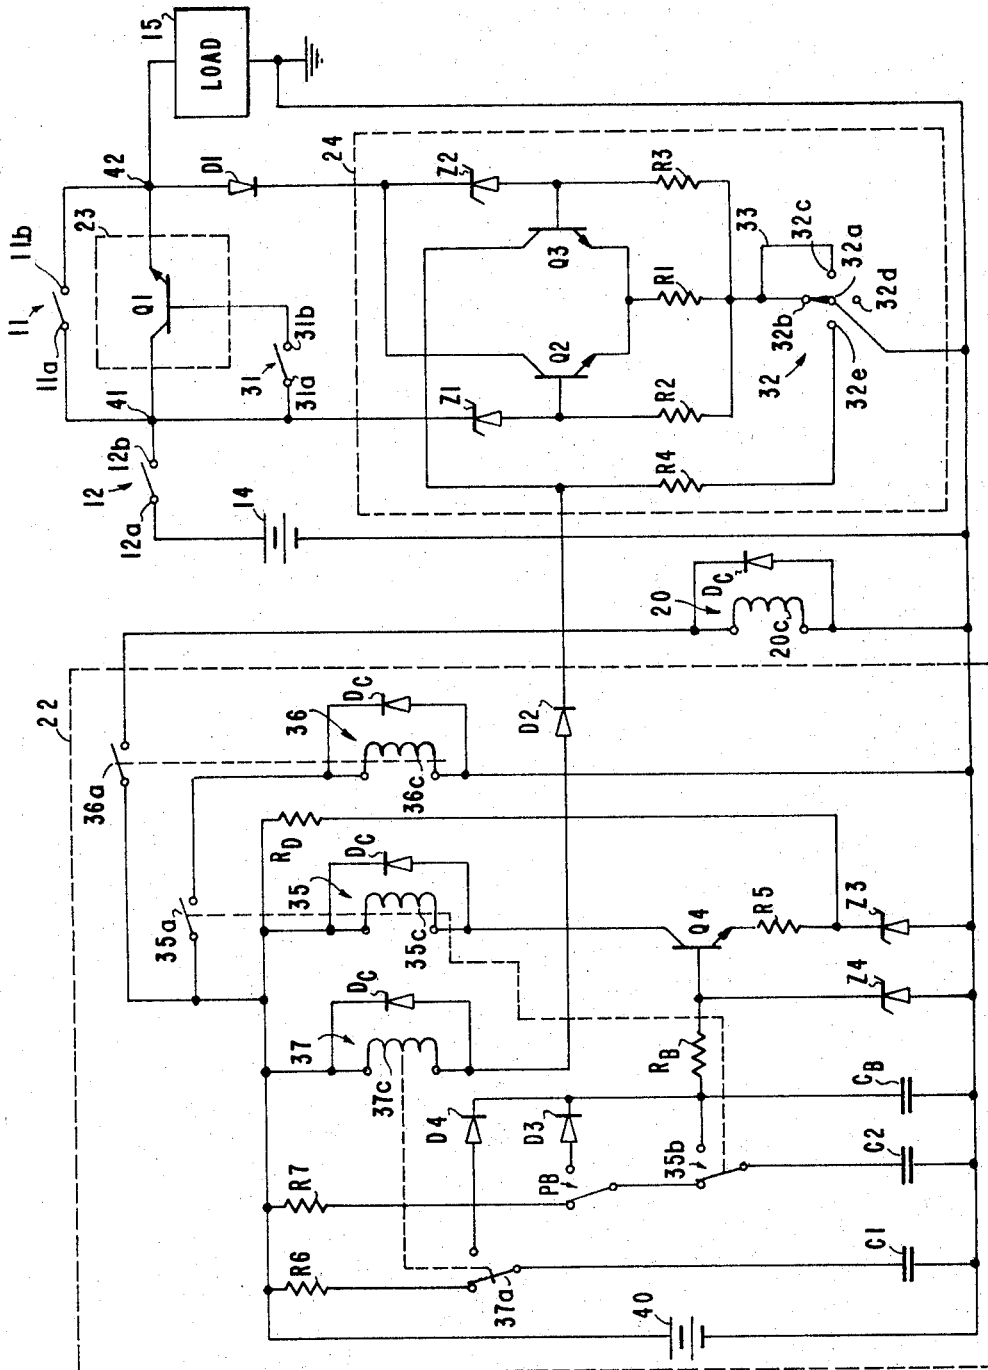 22
36a
35a
R7
R6
37
37c
DC
35
35c
DC
RD
36
36c
DC
D4
D3
PB
37a
35b
RB
Q4
R5
D2
Z4
Z3
40
C1
C2
CB
20
20c
DC
12
12a
12b
14
41
11
11a
11b
23
Q1
42
15
LOAD
31
31a
31b
D1
24
Z1
Z2
Q2
Q3
R4
R2
R1
R3
33
32
32b
32c
32a
32d
32e